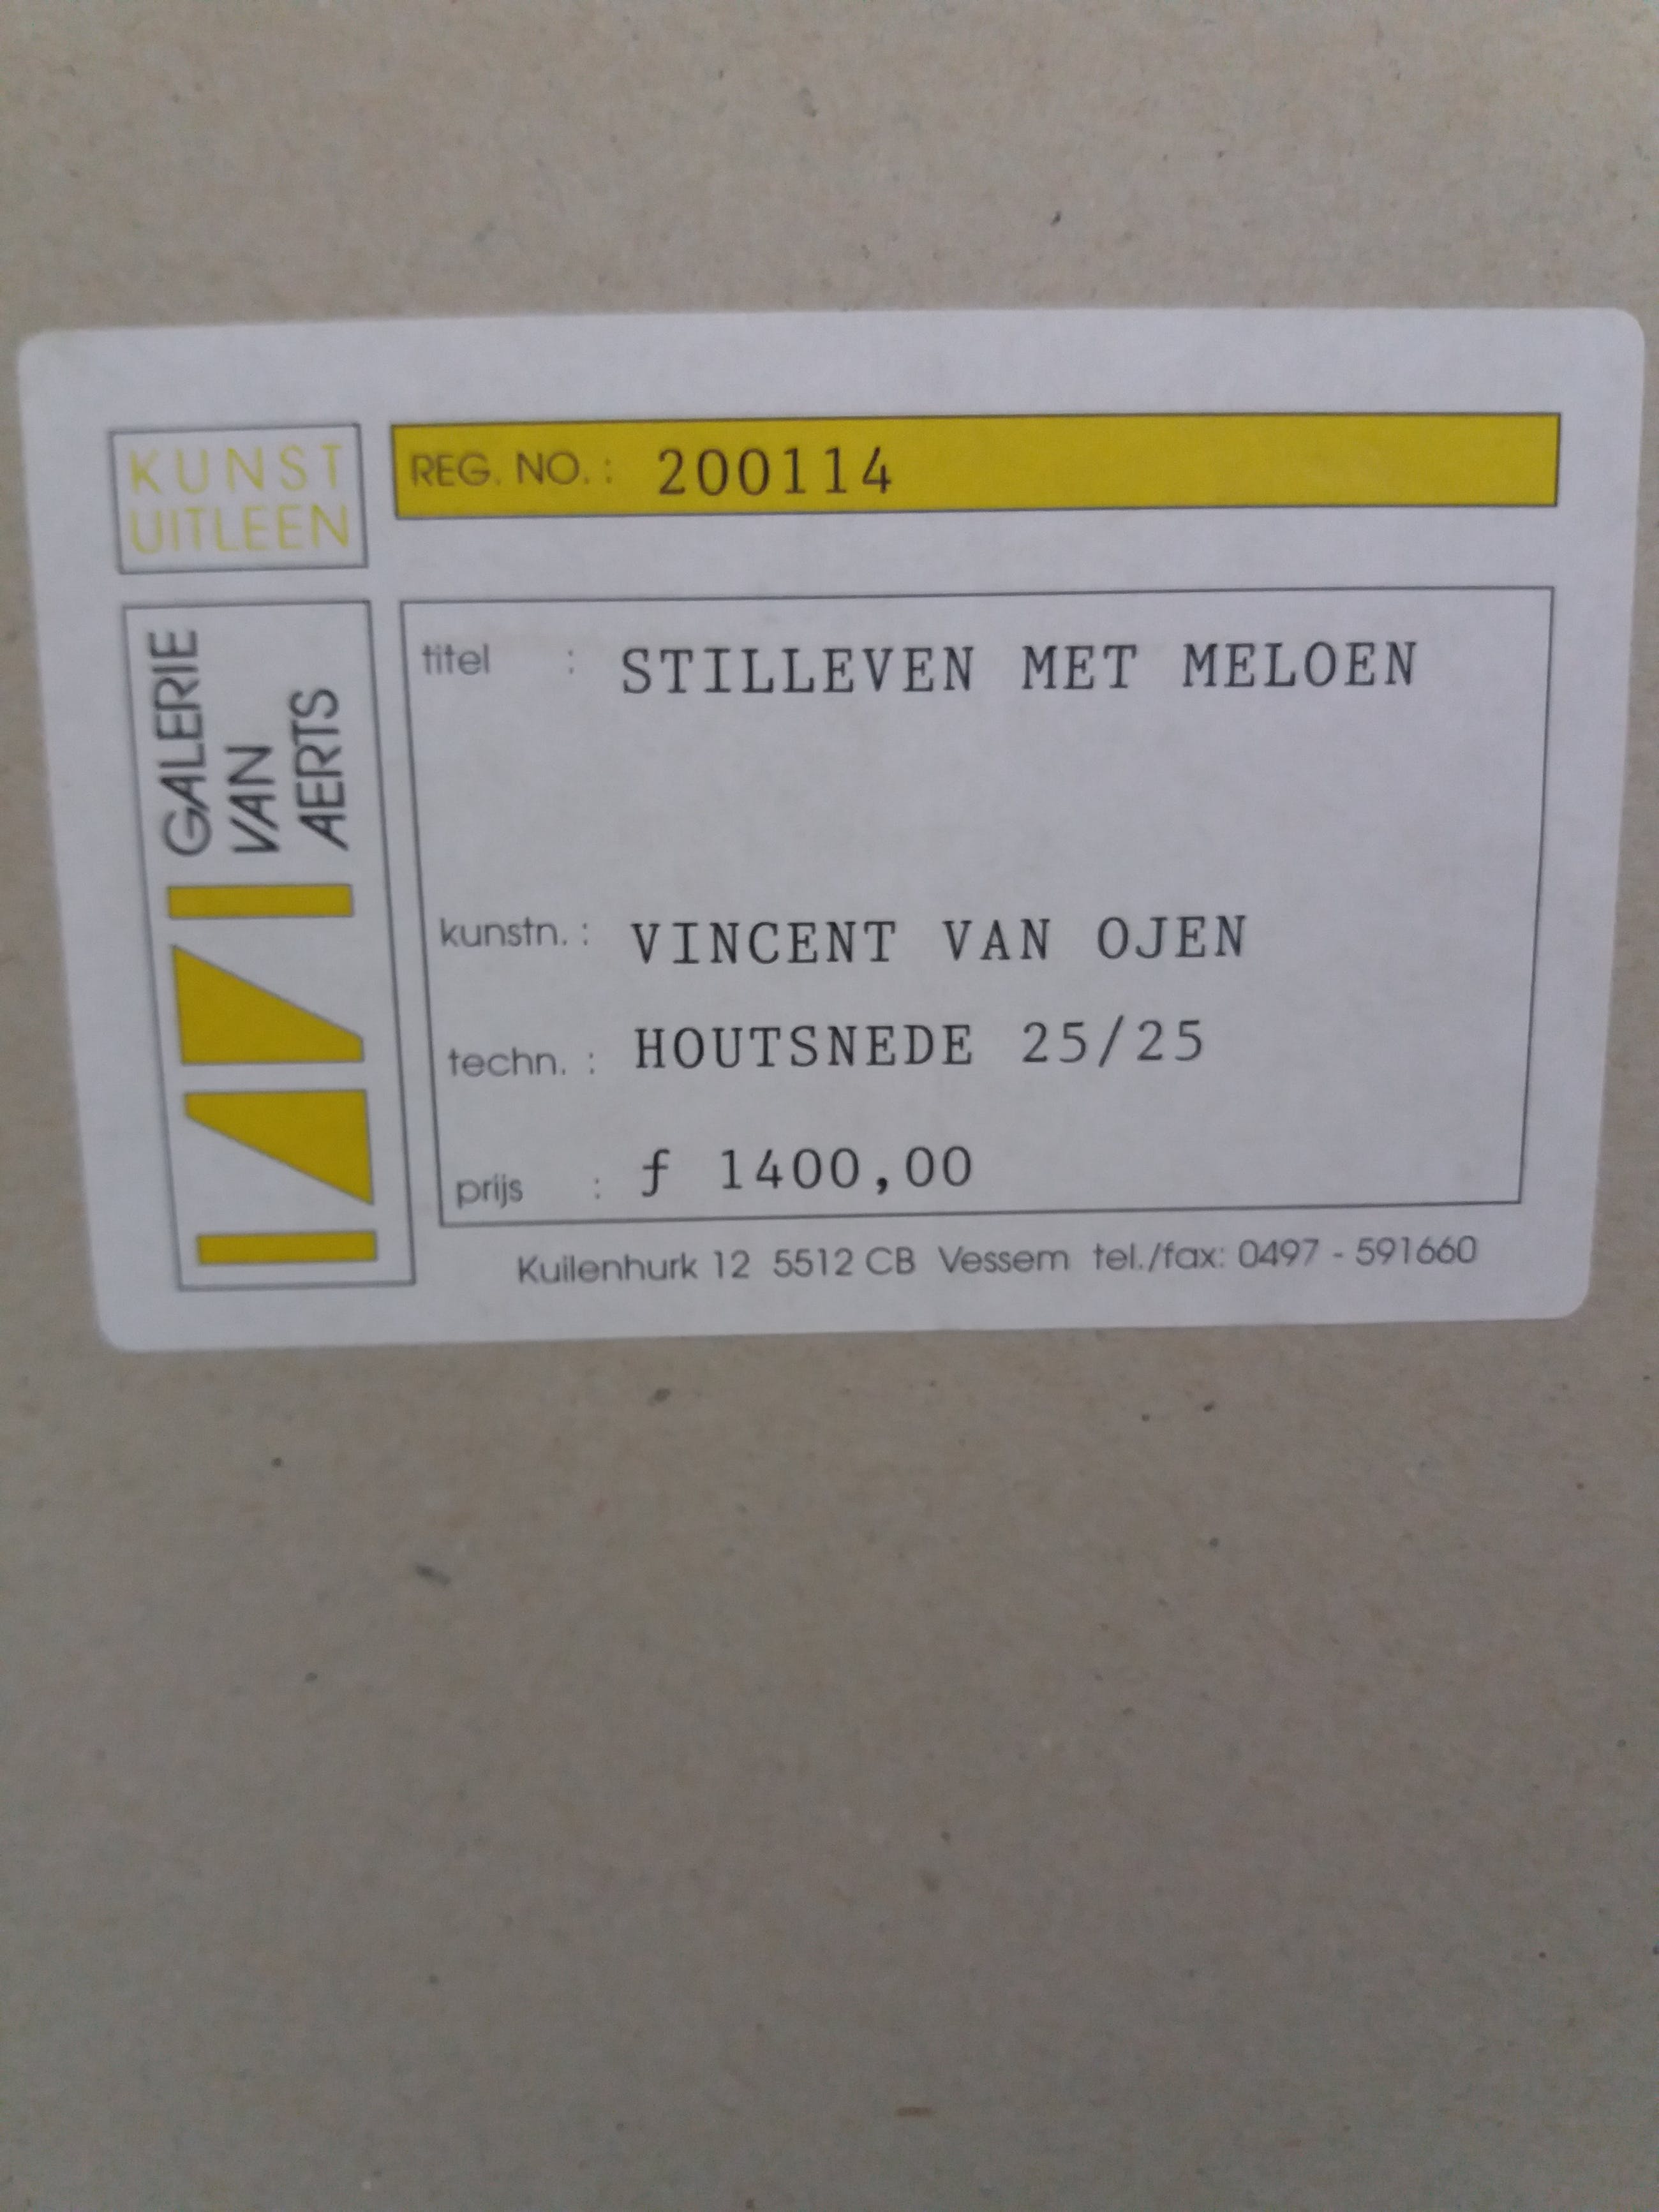 KUNST
UITLEEN
REG. NO. : 200114
GALERIE
VAN
AERTS
titel : STILLEVEN MET MELOEN
kunstn. : VINCENT VAN OJEN
techn. : HOUTSNEDE 25/25
prijs : ƒ 1400,00
Kuilenhurk 12 5512 CB Vessem tel./fax: 0497 - 591660